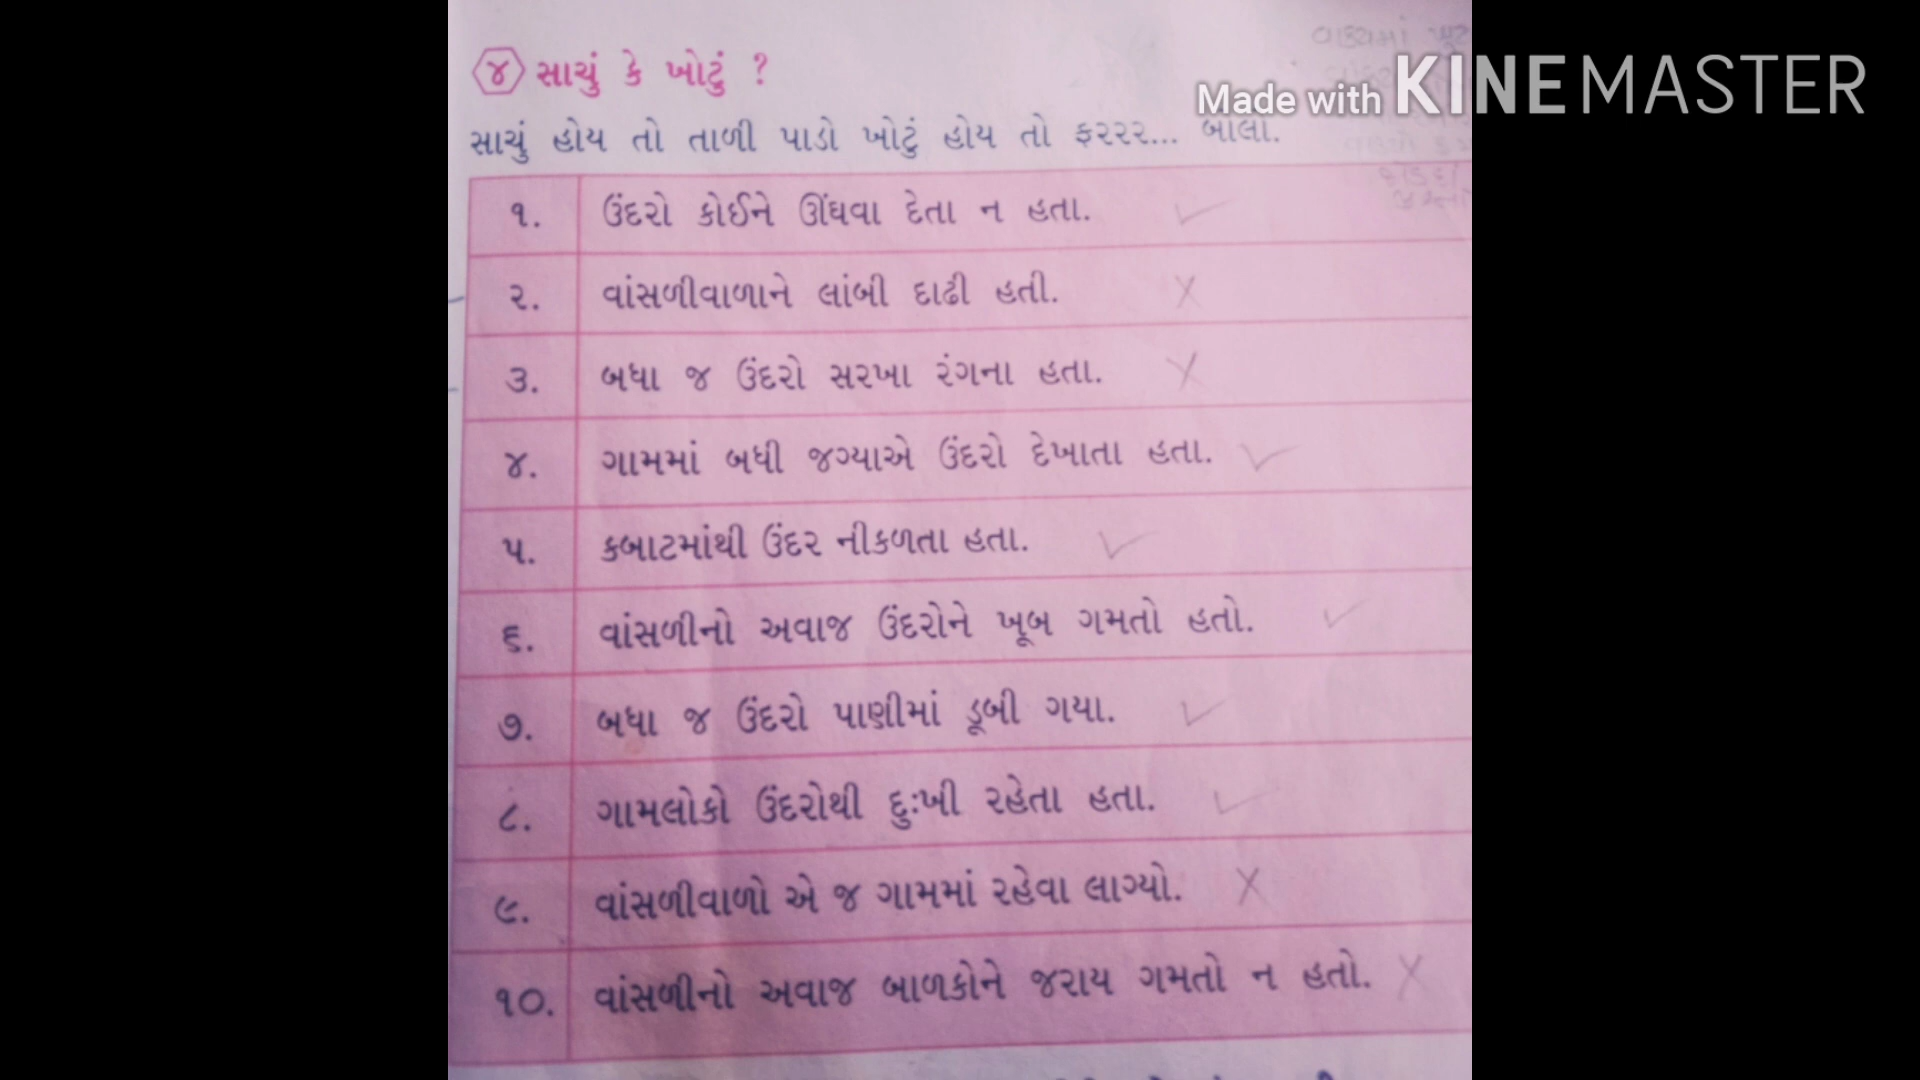 ૪ સાચું કે ખોટું ?
Made with KINEMASTER
સાચું હોય તો તાળી પાડો ખોટું હોય તો ફરરર... બોલો.
૧. ઉંદરો કોઈને ઊંઘવા દેતા ન હતા. ✓
૨. વાંસળીવાળાને લાંબી દાઢી હતી. X
૩. બધા જ ઉંદરો સરખા રંગના હતા. X
૪. ગામમાં બધી જગ્યાએ ઉંદરો દેખાતા હતા. ✓
૫. કબાટમાંથી ઉંદર નીકળતા હતા. ✓
૬. વાંસળીનો અવાજ ઉંદરોને ખૂબ ગમતો હતો. ✓
૭. બધા જ ઉંદરો પાણીમાં ડૂબી ગયા. ✓
૮. ગામલોકો ઉંદરોથી દુઃખી રહેતા હતા. ✓
૯. વાંસળીવાળો એ જ ગામમાં રહેવા લાગ્યો. X
૧૦. વાંસળીનો અવાજ બાળકોને જરાય ગમતો ન હતો. X